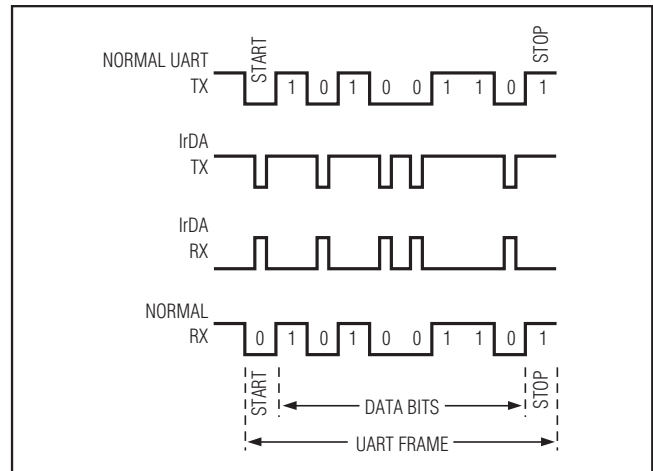 NORMAL UART
TX
START
1 0 1 0 0 1 1 0 1
STOP
IrDA
TX
IrDA
RX
NORMAL
RX
0 1 0 1 0 0 1 1 0 1
START
DATA BITS
STOP
UART FRAME